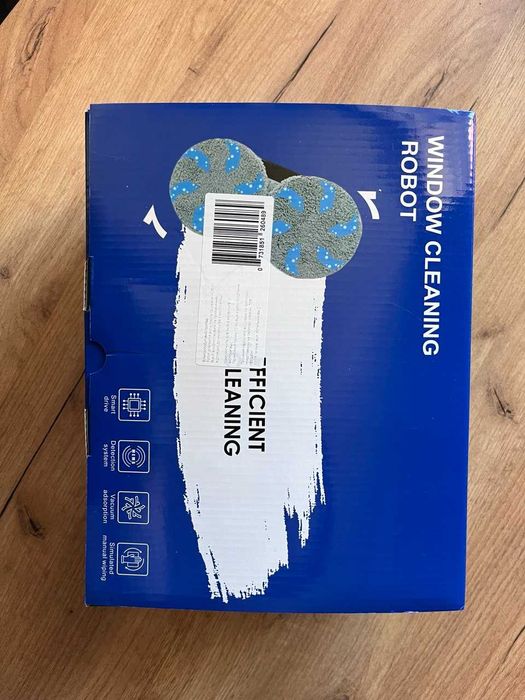 WINDOW CLEANING
ROBOT
FFICIENT
LEANING
Smart
drive
Detection
system
Vacuum
adsorption
Simulated
manual wiping